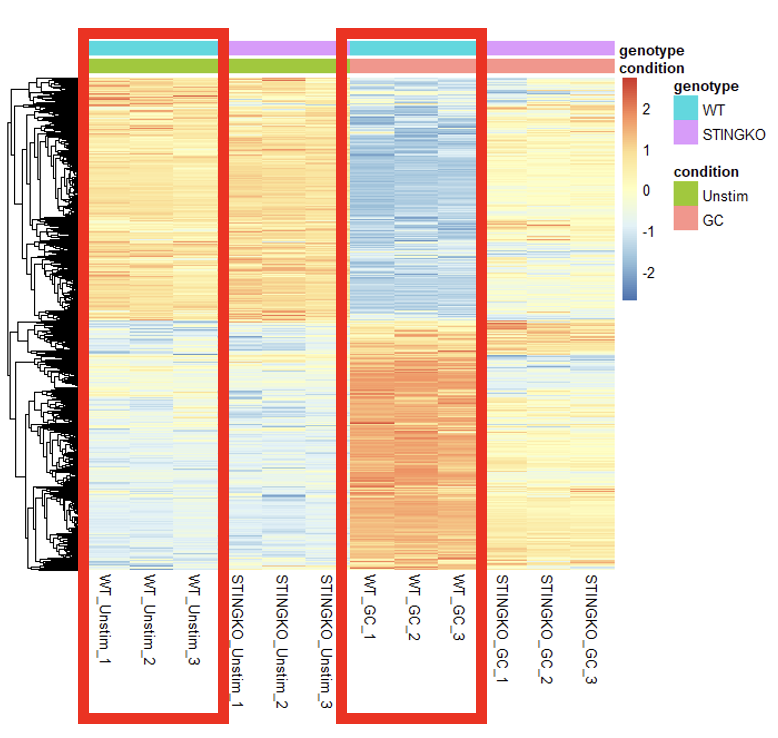 genotype
condition
genotype
WT
STINGKO
condition
Unstim
GC
2
1
0
-1
-2
WT_Unstim_1
WT_Unstim_2
WT_Unstim_3
STINGKO_Unstim_1
STINGKO_Unstim_2
STINGKO_Unstim_3
WT_GC_1
WT_GC_2
WT_GC_3
STINGKO_GC_1
STINGKO_GC_2
STINGKO_GC_3